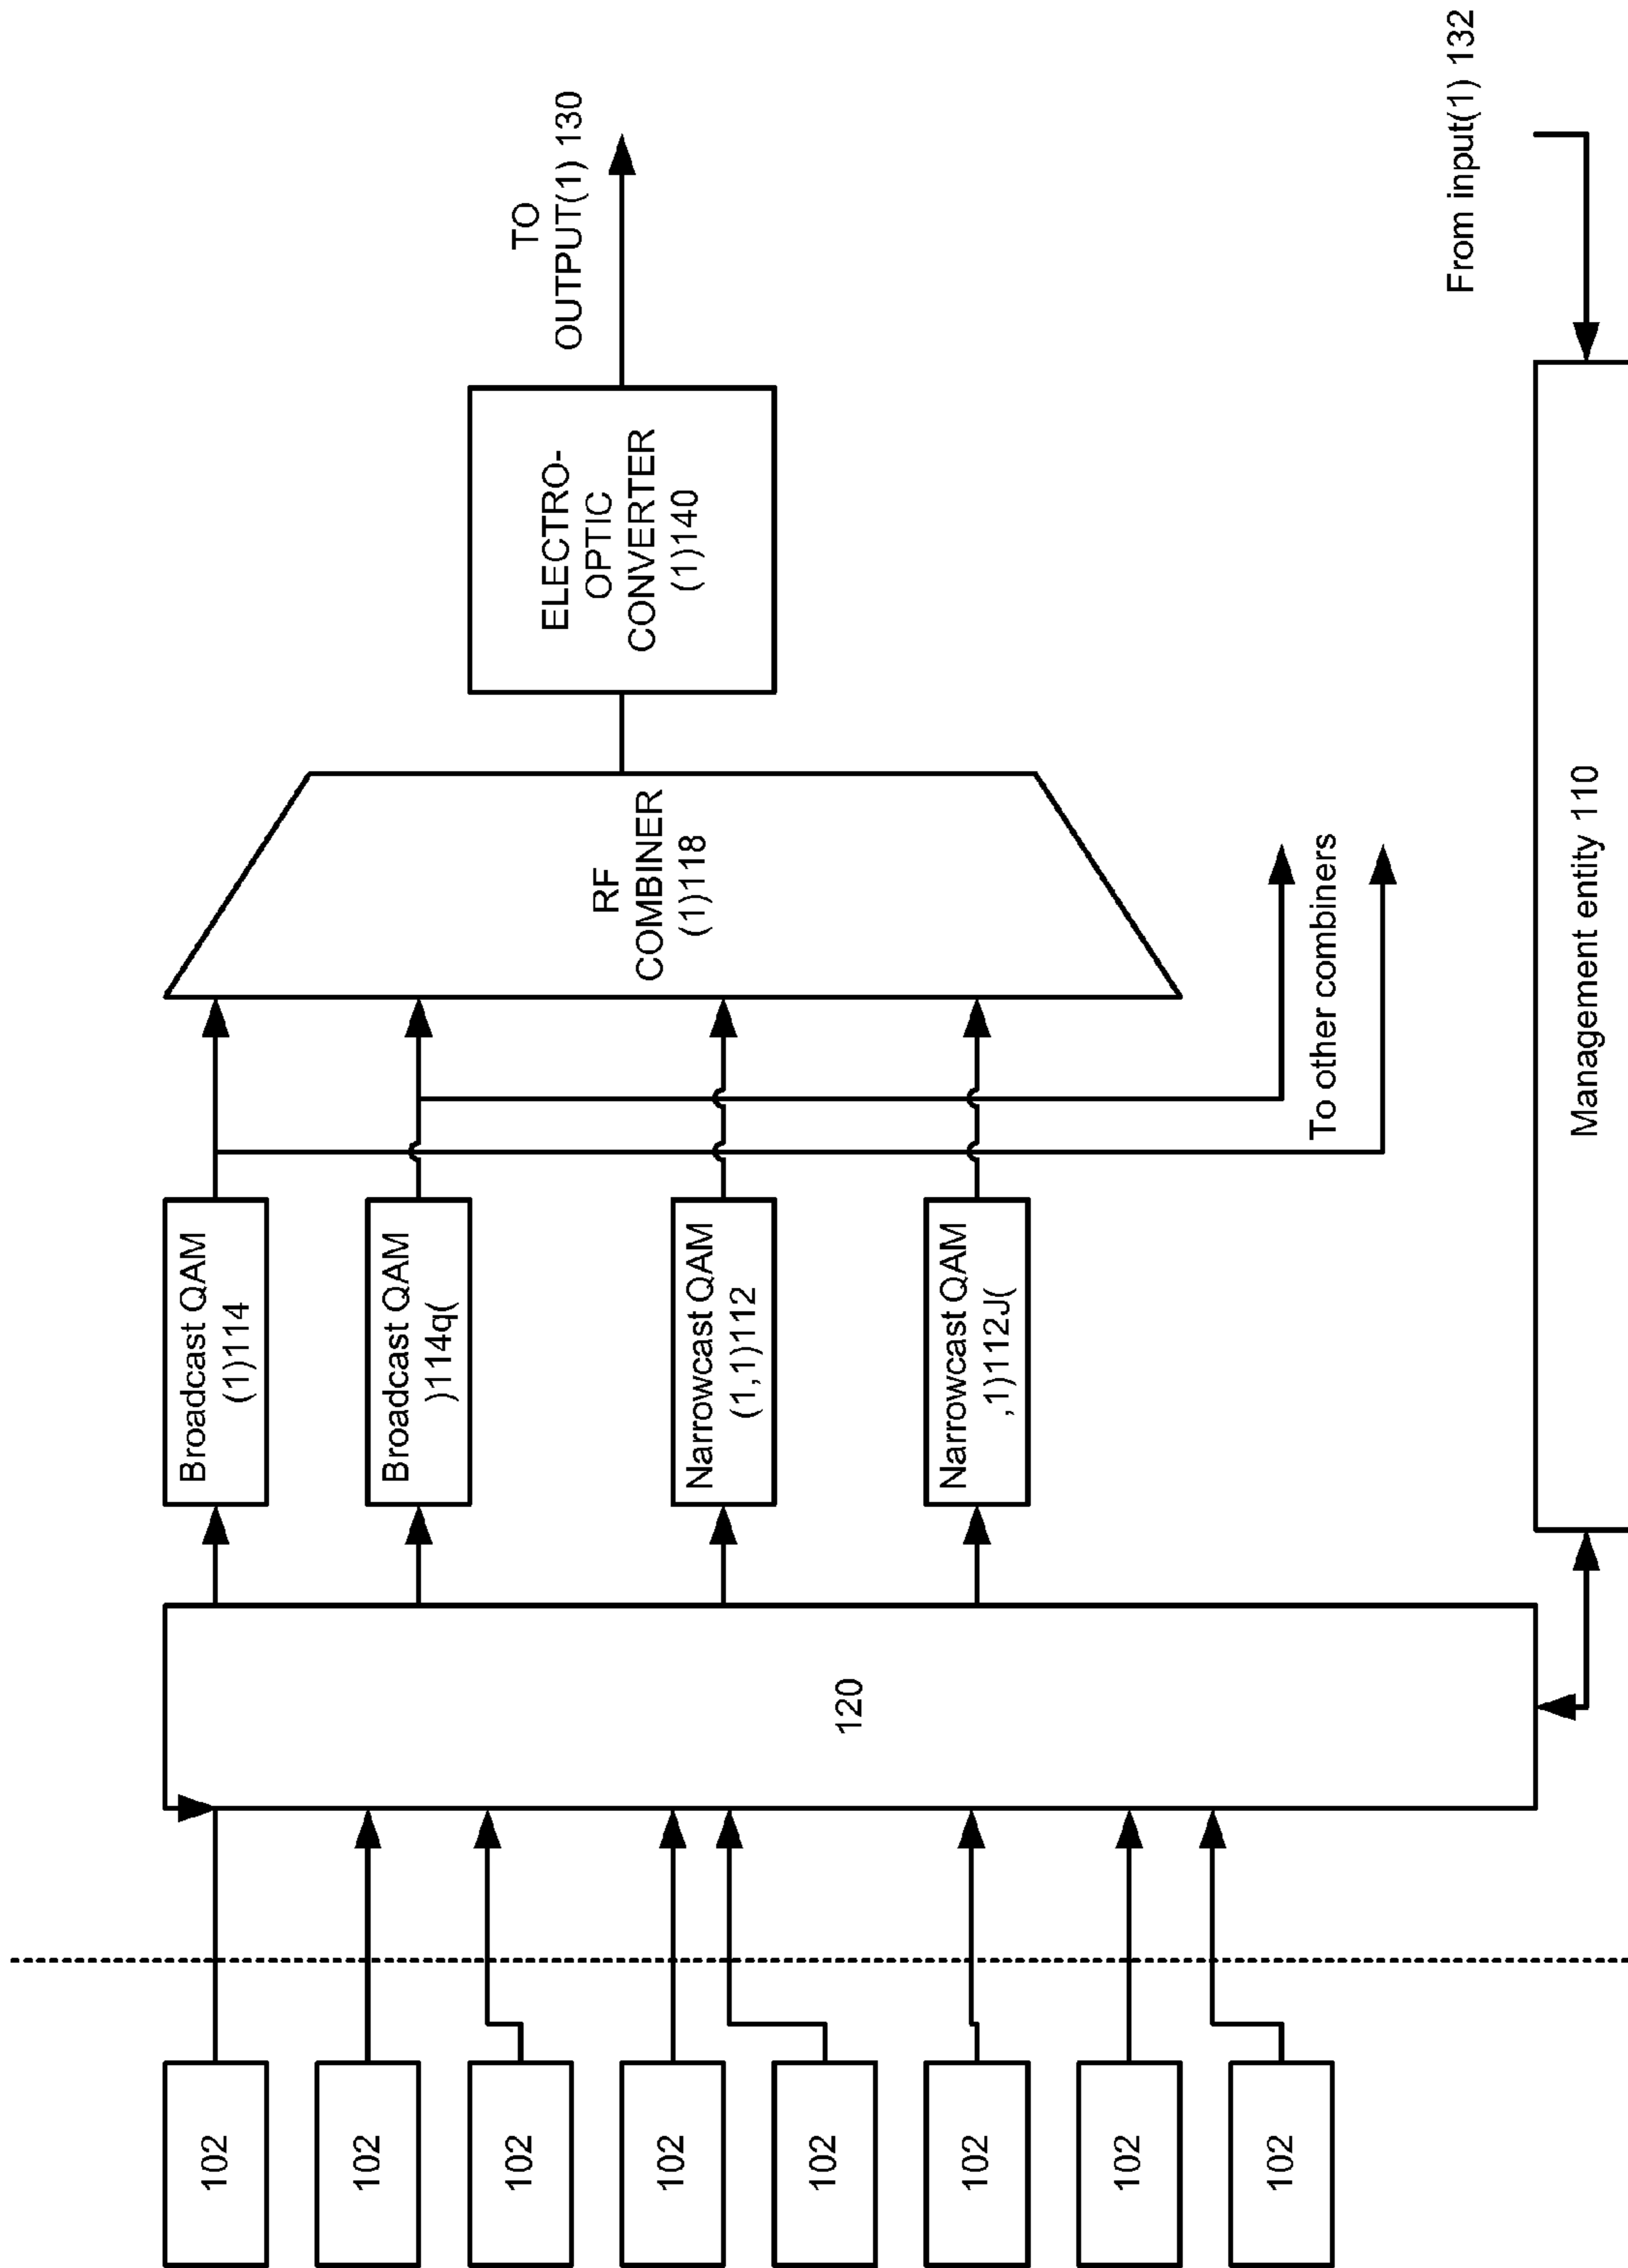 102
102
102
102
102
102
102
102
120
Broadcast QAM
(1)114
Broadcast QAM
)114q(
Narrowcast QAM
(1,1)112
Narrowcast QAM
,1)112J(
RF
COMBINER
(1)118
To other combiners
ELECTRO-
OPTIC
CONVERTER
(1)140
TO
OUTPUT(1) 130
Management entity 110
From input(1) 132